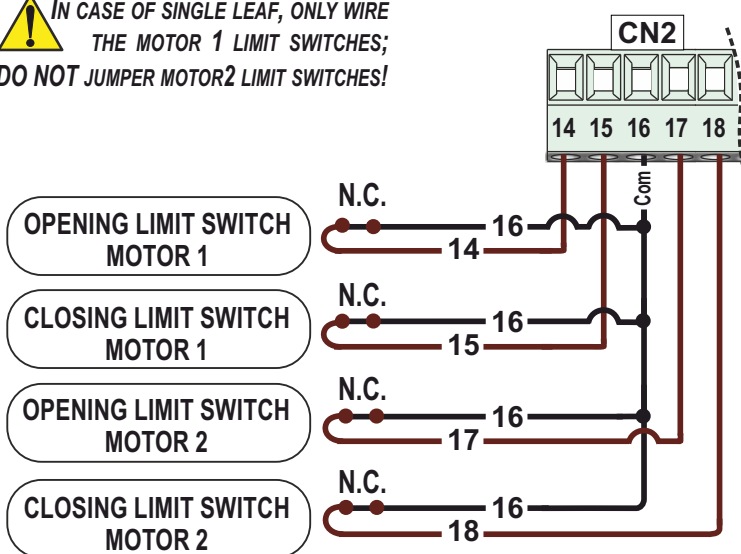 IN CASE OF SINGLE LEAF, ONLY WIRE
THE MOTOR 1 LIMIT SWITCHES;
DO NOT JUMPER MOTOR2 LIMIT SWITCHES!
CN2
14 15 16 17 18
Com
N.C.
OPENING LIMIT SWITCH
MOTOR 1
16
14
N.C.
CLOSING LIMIT SWITCH
MOTOR 1
16
15
N.C.
OPENING LIMIT SWITCH
MOTOR 2
16
17
N.C.
CLOSING LIMIT SWITCH
MOTOR 2
16
18